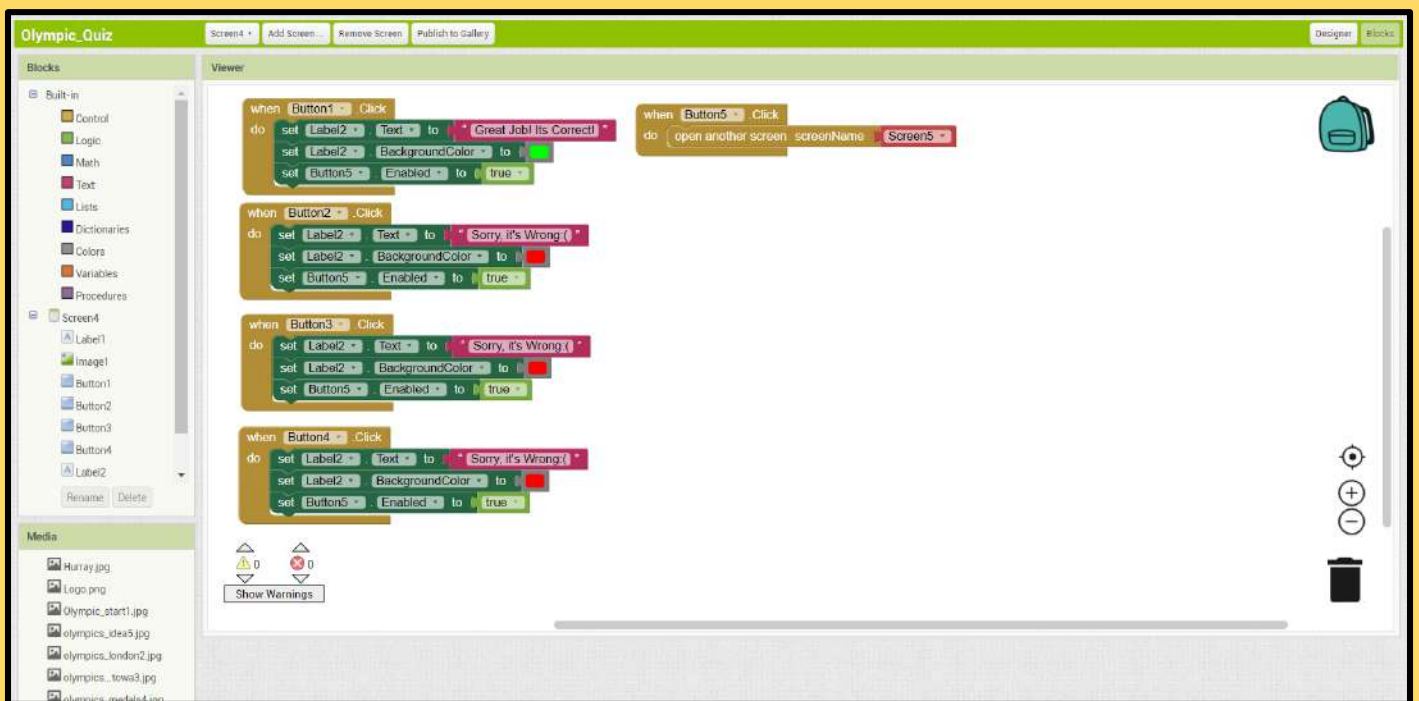 Olympic_Quiz
Screen4
Add Screen ...
Remove Screen
Publish to Gallery
Designer
Blocks
Blocks
Viewer
Built-in
Control
Logic
Math
Text
Lists
Dictionaries
Colors
Variables
Procedures
Screen4
Label1
Image1
Button1
Button2
Button3
Button4
Label2
Rename Delete
Media
Hurray.jpg
Logo.png
Olympic_start1.jpg
olympics_idea5.jpg
olympics_london2.jpg
olympics_...towa3.jpg
olympics_medals4.jpg
when Button1 .Click
do set Label2 . Text to " Great Job! Its Correct! "
set Label2 . BackgroundColor to
set Button5 . Enabled to true
when Button2 .Click
do set Label2 . Text to " Sorry, it's Wrong:( "
set Label2 . BackgroundColor to
set Button5 . Enabled to true
when Button3 .Click
do set Label2 . Text to " Sorry, it's Wrong:( "
set Label2 . BackgroundColor to
set Button5 . Enabled to true
when Button4 .Click
do set Label2 . Text to " Sorry, it's Wrong:( "
set Label2 . BackgroundColor to
set Button5 . Enabled to true
when Button5 .Click
do open another screen screenName Screen5
0 0
Show Warnings